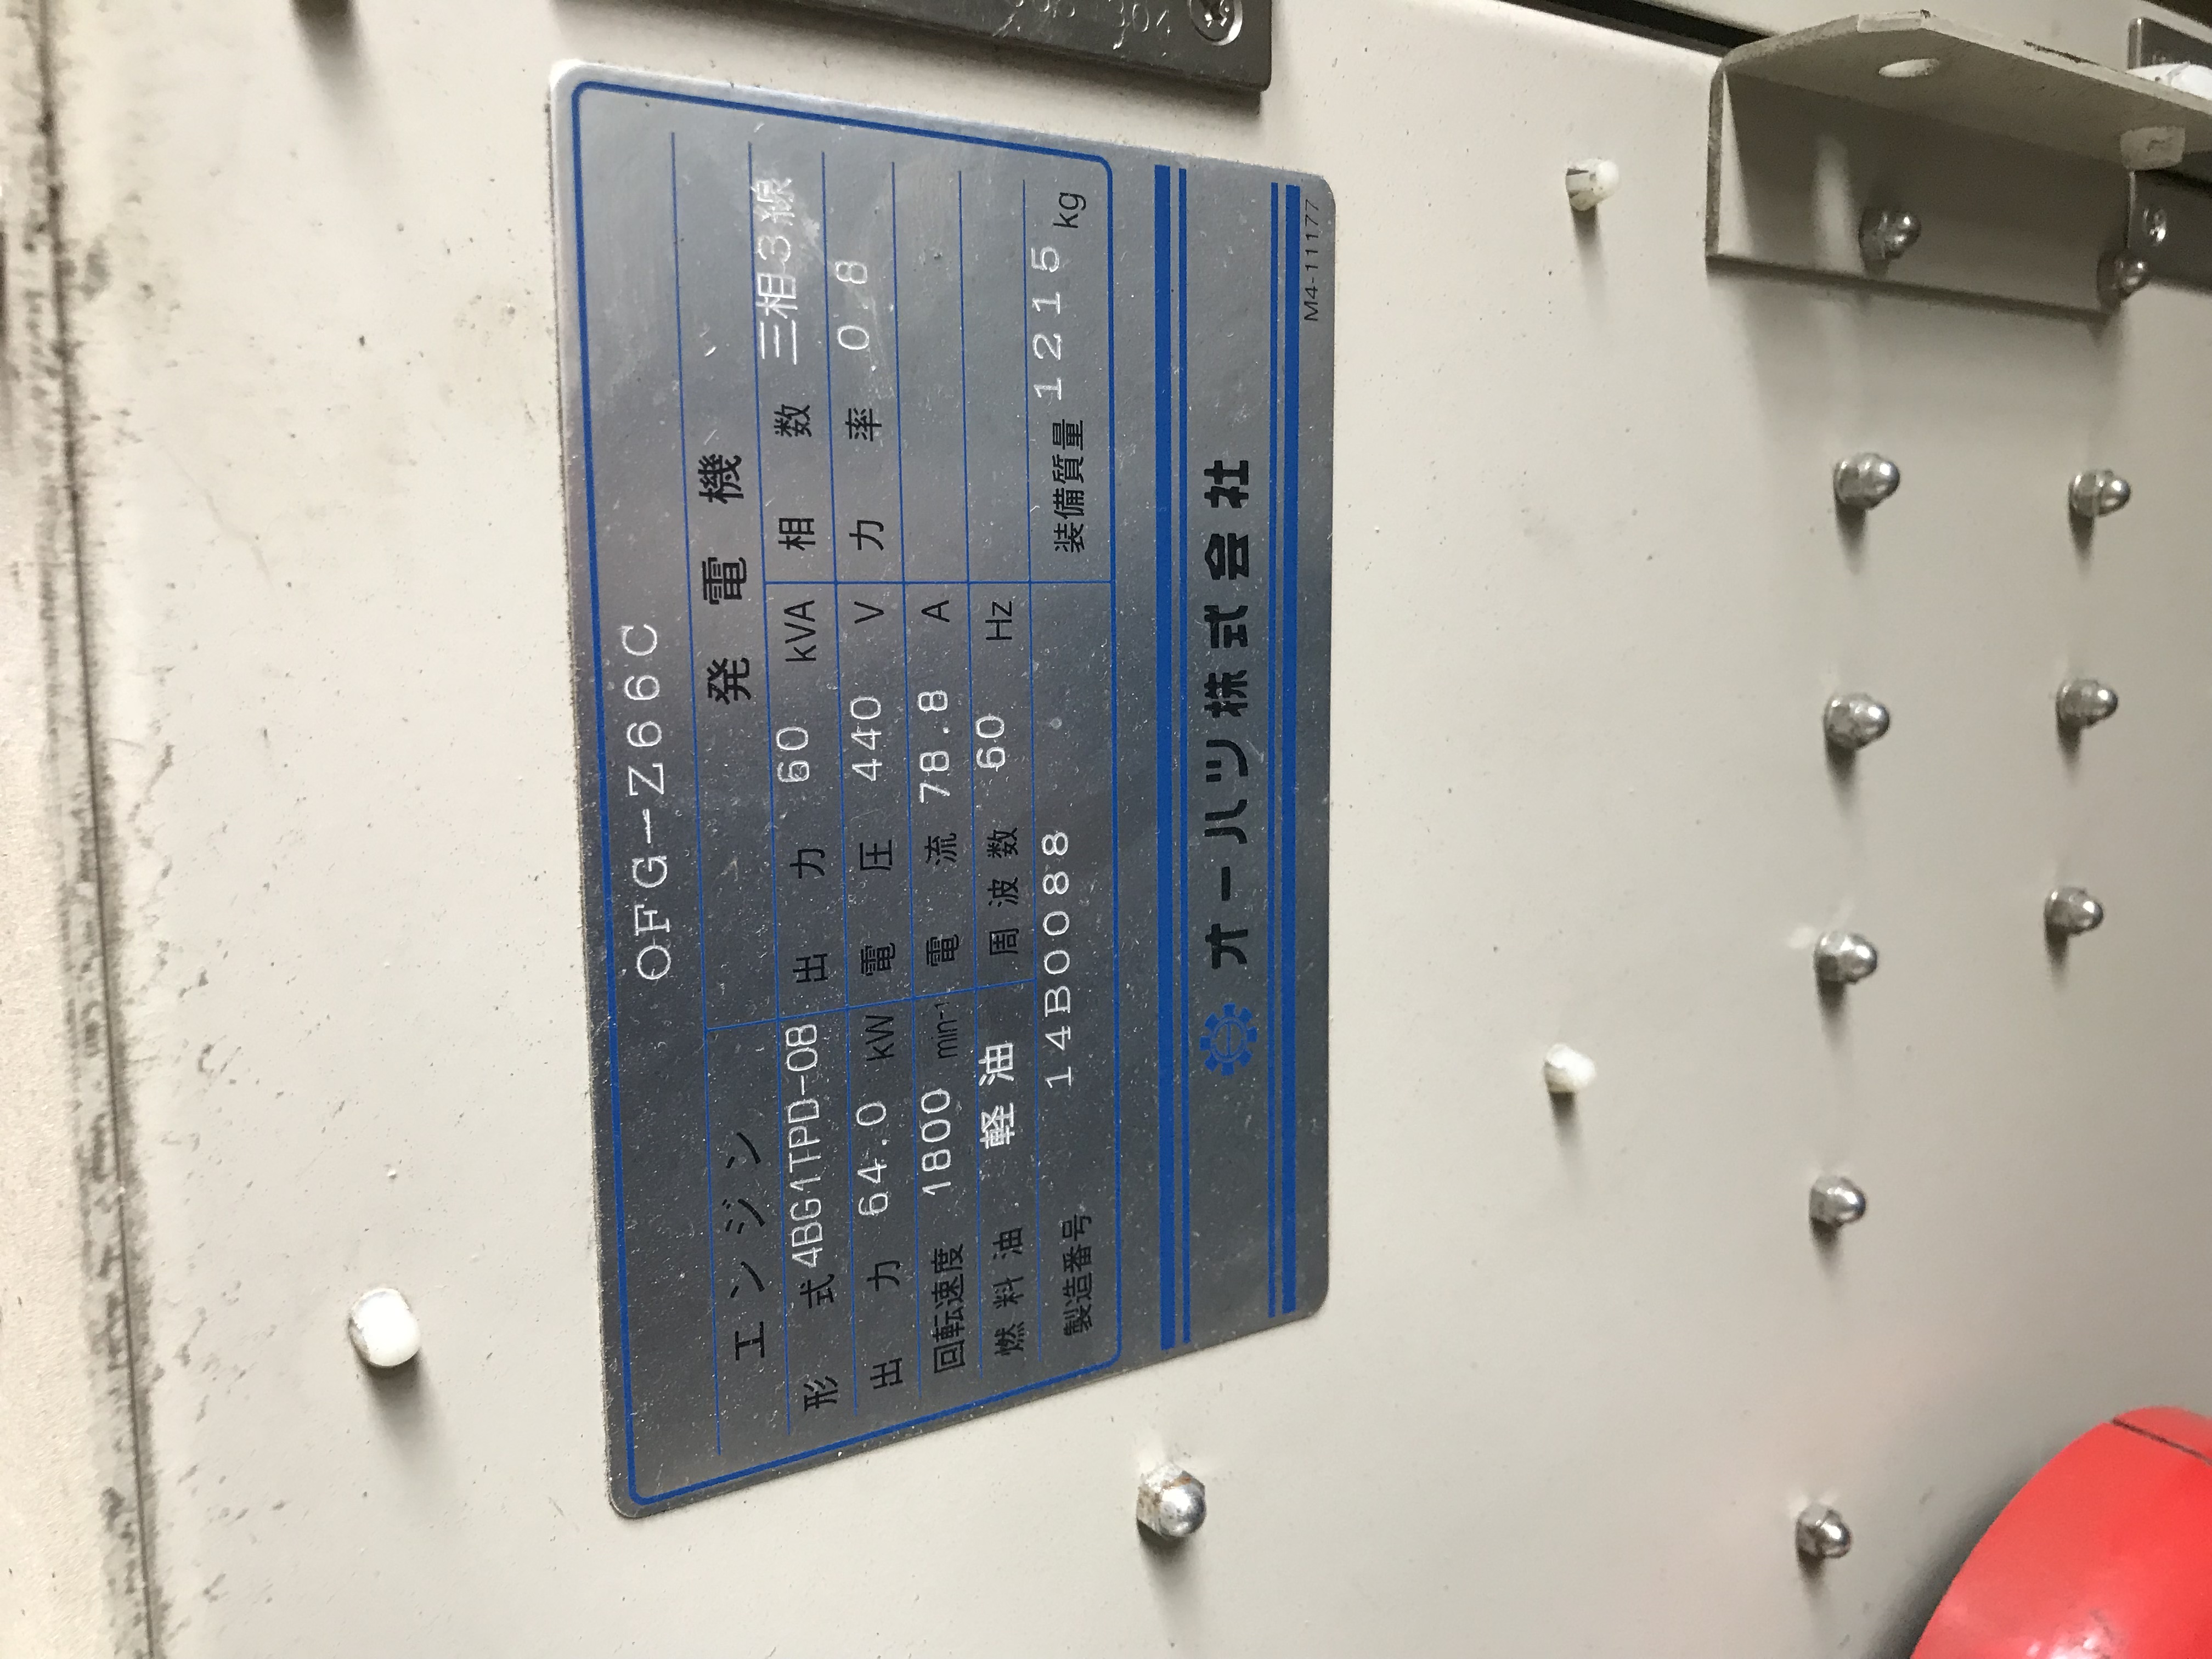 OFG-Z66C
エンジン 発電機
形式 4BG1TPD-08 出力 60 kVA 相数 三相3線
出力 64.0 kW 電圧 440 V 力率 0.8
回転速度 1800 min-1 電流 78.8 A
燃料油 軽油 周波数 60 Hz
製造番号 14B0088 装備質量 1215 kg
オーハツ株式会社
M4-11177